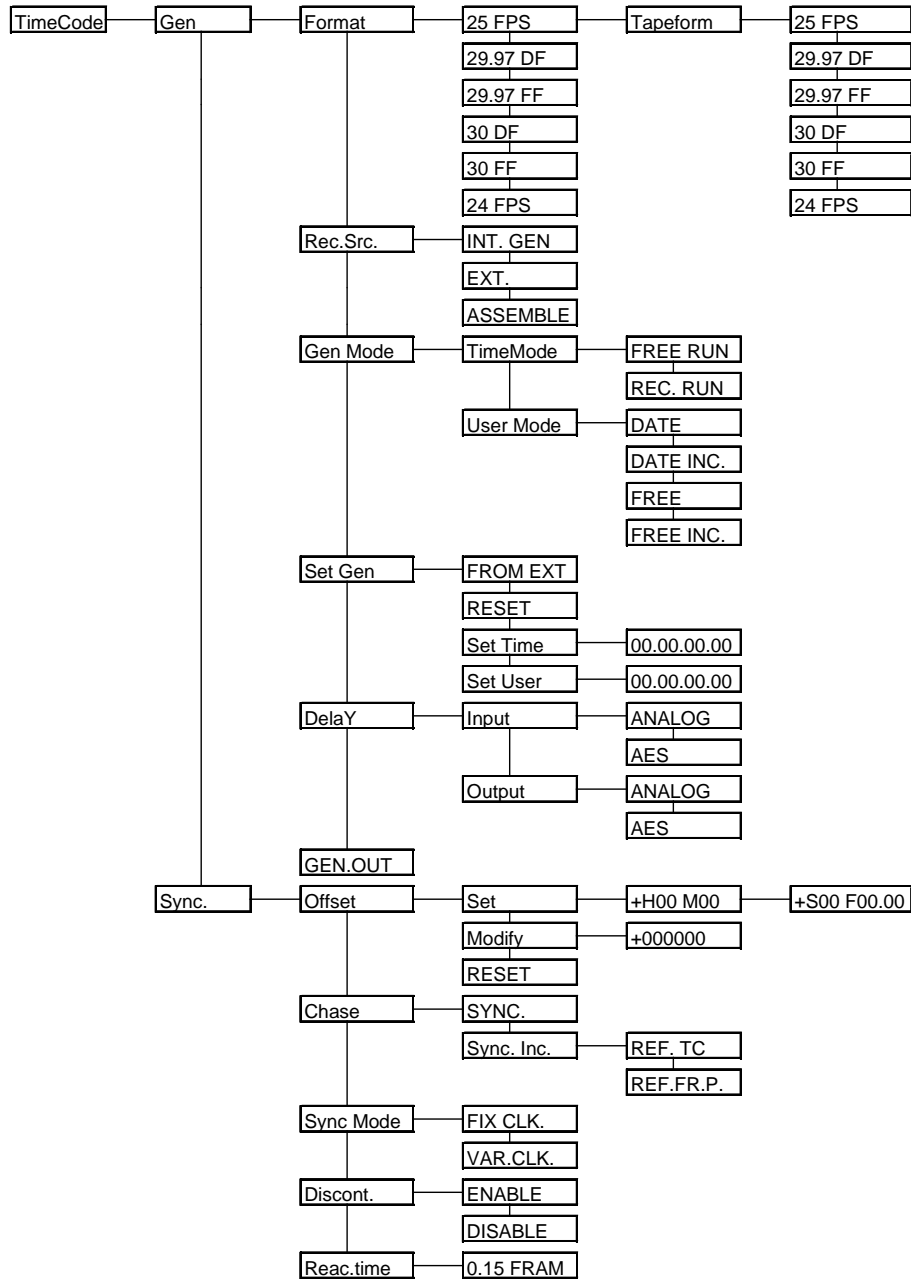 TimeCode Gen Format 25 FPS Tapeform 25 FPS
29.97 DF 29.97 DF
29.97 FF 29.97 FF
30 DF 30 DF
30 FF 30 FF
24 FPS 24 FPS
Rec.Src. INT. GEN
EXT.
ASSEMBLE
Gen Mode TimeMode FREE RUN
REC. RUN
User Mode DATE
DATE INC.
FREE
FREE INC.
Set Gen FROM EXT
RESET
Set Time 00.00.00.00
Set User 00.00.00.00
DelaY Input ANALOG
AES
Output ANALOG
AES
GEN.OUT
Sync. Offset Set +H00 M00 +S00 F00.00
Modify +000000
RESET
Chase SYNC.
Sync. Inc. REF. TC
REF.FR.P.
Sync Mode FIX CLK.
VAR.CLK.
Discont. ENABLE
DISABLE
Reac.time 0.15 FRAM